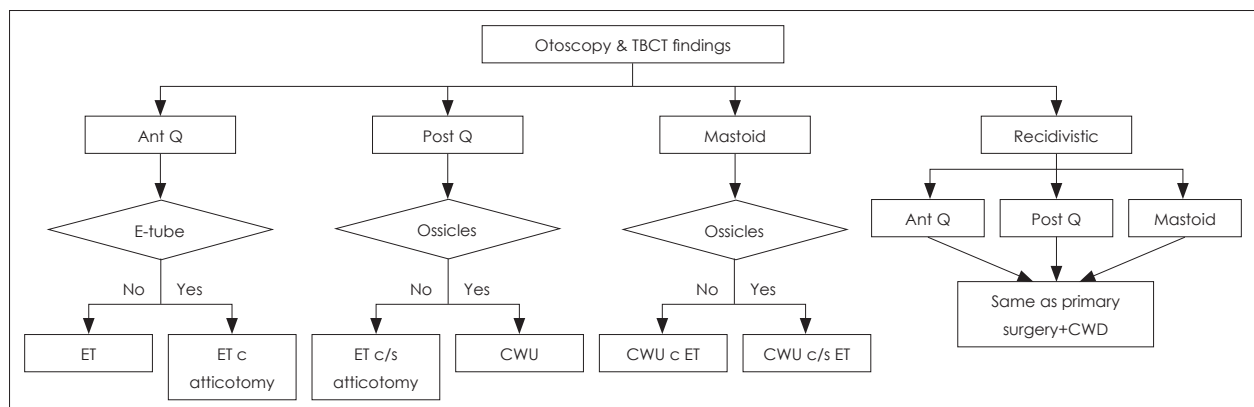 Otoscopy & TBCT findings
Ant Q
Post Q
Mastoid
Recidivistic
E-tube
Ossicles
Ossicles
Ant Q
Post Q
Mastoid
No
Yes
No
Yes
No
Yes
Same as primary
surgery+CWD
ET
ET c
atticotomy
ET c/s
atticotomy
CWU
CWU c ET
CWU c/s ET